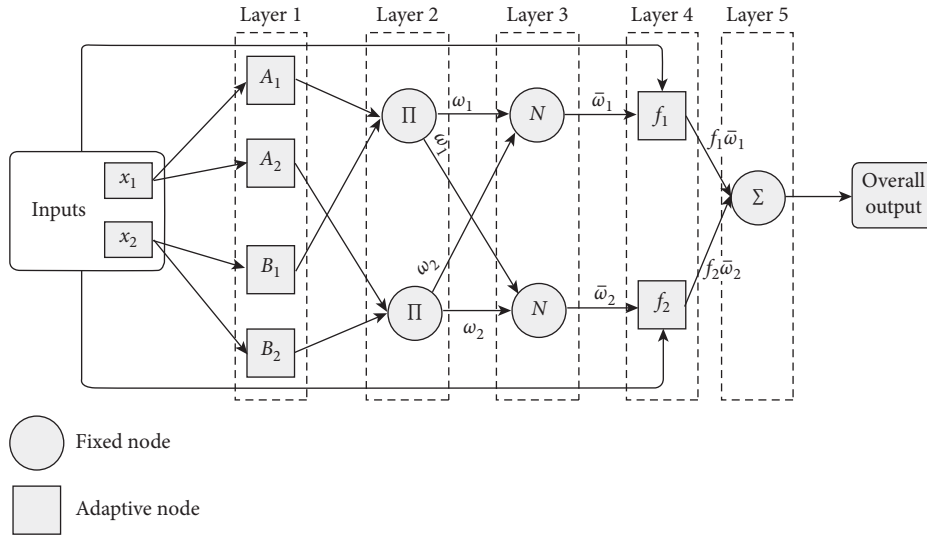 Layer 1
Layer 2
Layer 3
Layer 4
Layer 5
Inputs
x₁
x₂
A₁
A₂
B₁
B₂
Π
Π
ω₁
ω₁
ω₂
ω₂
N
N
ω̄₁
ω̄₂
f₁
f₂
f₁ω̄₁
f₂ω̄₂
Σ
Overall
output
Fixed node
Adaptive node